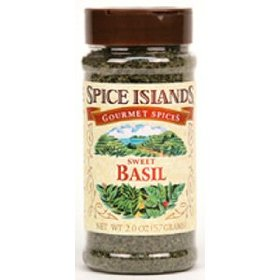 SPICE ISLANDS
GOURMET SPICES
SWEET
BASIL
NET WT 2.0 OZ (57 GRAMS)